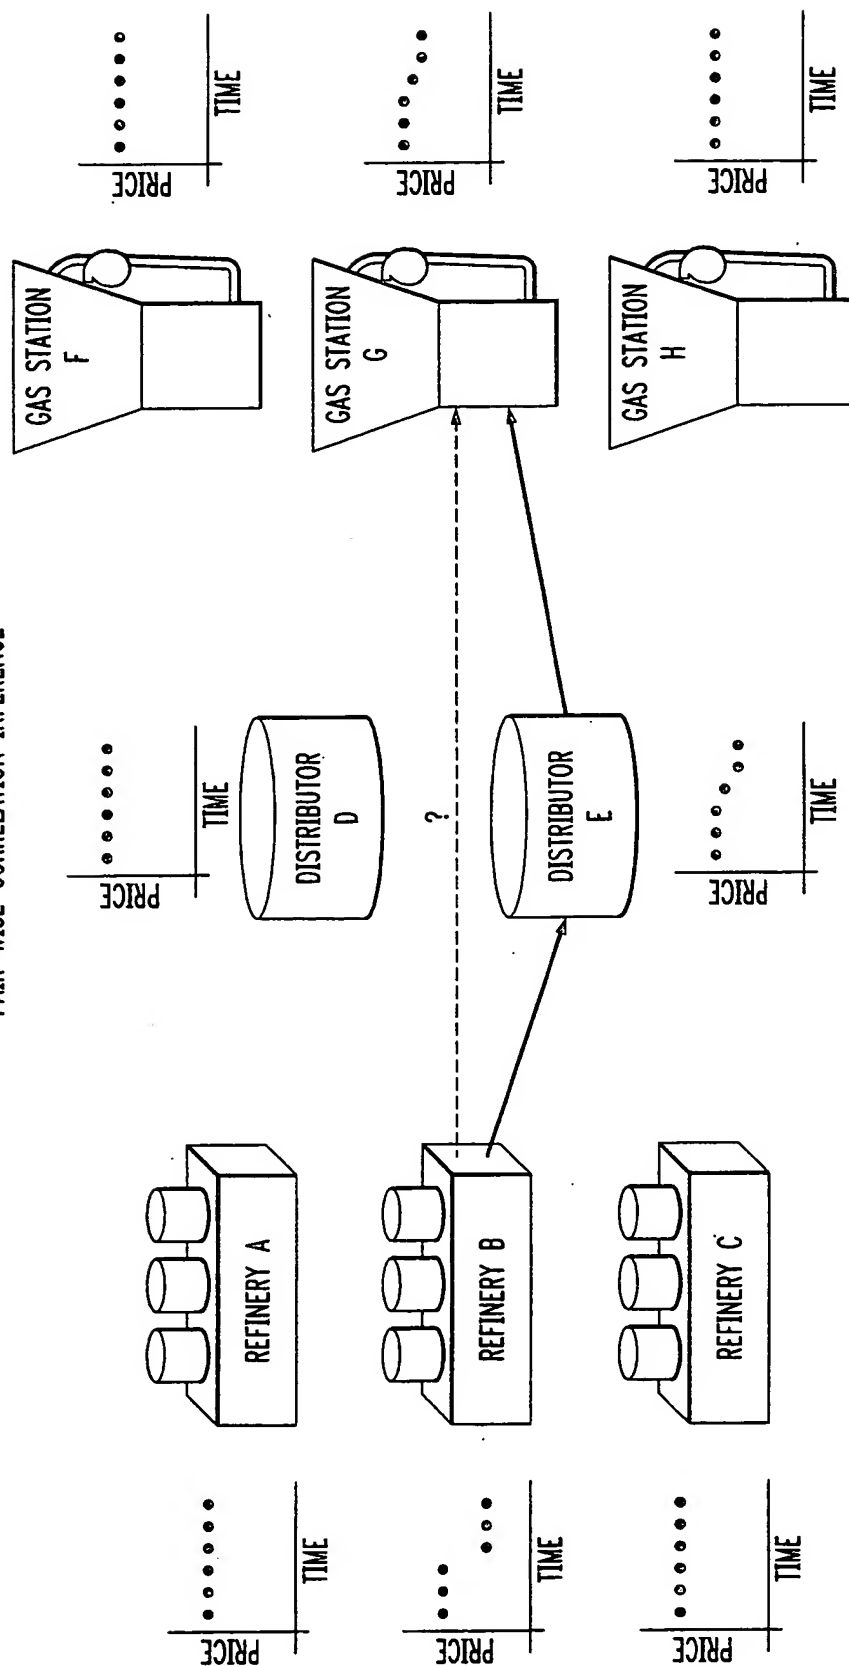 PAIR-WISE CORRELATION INFERENCE
PRICE
TIME
REFINERY A
PRICE
TIME
REFINERY B
PRICE
TIME
REFINERY C
PRICE
TIME
DISTRIBUTOR
D
?
DISTRIBUTOR
E
PRICE
TIME
GAS STATION
F
PRICE
TIME
GAS STATION
G
PRICE
TIME
GAS STATION
H
PRICE
TIME